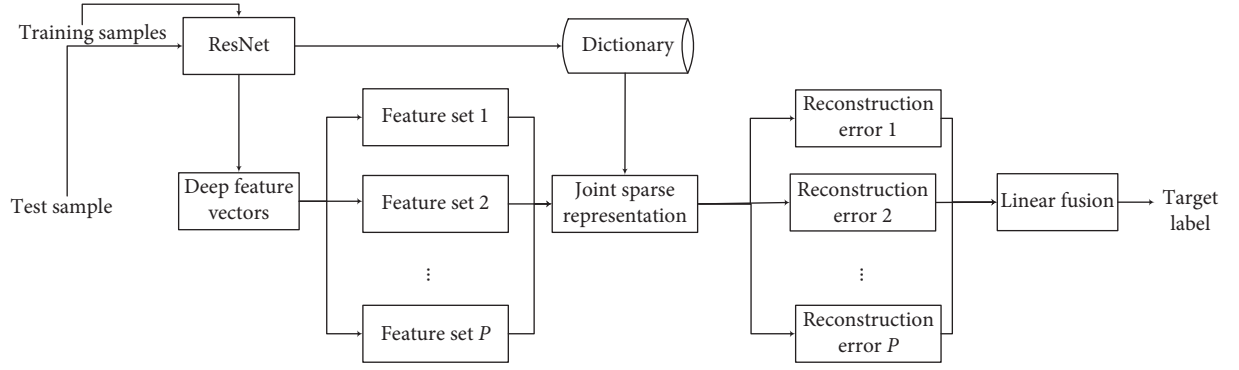 Training samples
ResNet
Dictionary
Test sample
Deep feature
vectors
Feature set 1
Feature set 2
⋮
Feature set P
Joint sparse
representation
Reconstruction
error 1
Reconstruction
error 2
⋮
Reconstruction
error P
Linear fusion
Target
label